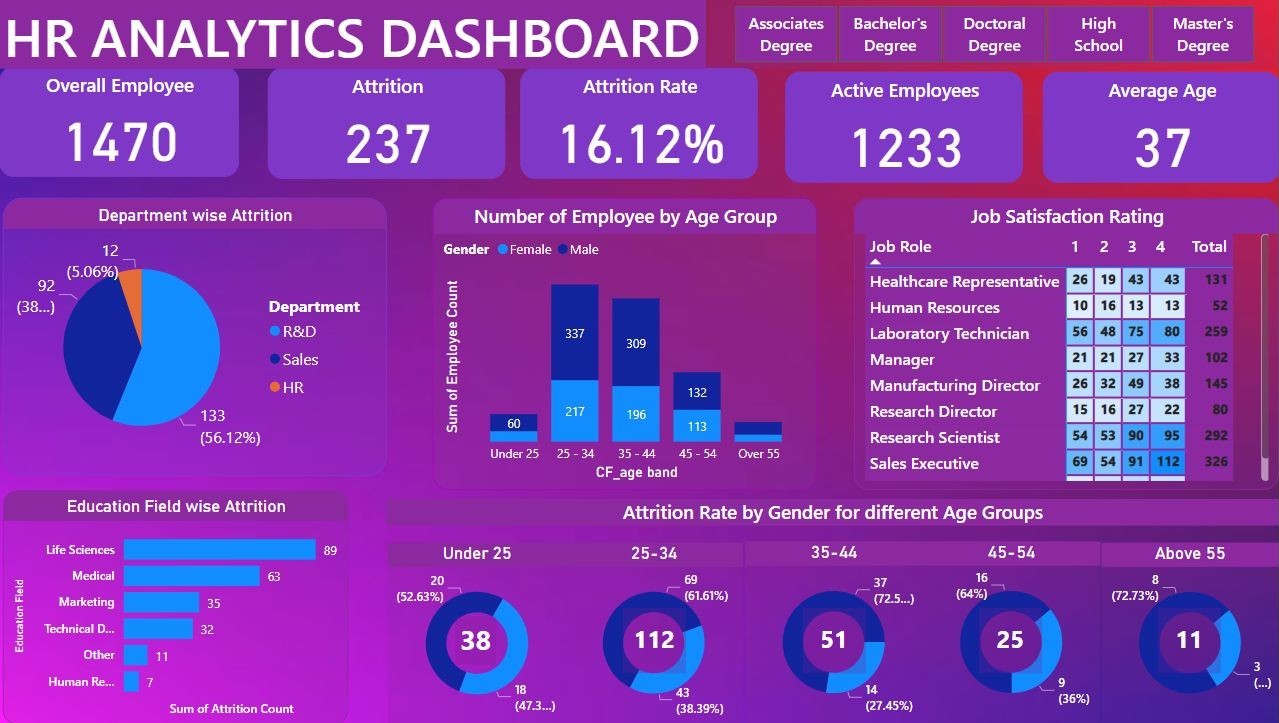 HR ANALYTICS DASHBOARD
Associates Degree
Bachelor's Degree
Doctoral Degree
High School
Master's Degree
Overall Employee
1470
Attrition
237
Attrition Rate
16.12%
Active Employees
1233
Average Age
37
Department wise Attrition
12
(5.06%)
92
(38...)
133
(56.12%)
Department
R&D
Sales
HR
Number of Employee by Age Group
Gender Female Male
Sum of Employee Count
337
309
217
196
132
113
60
Under 25 25 - 34 35 - 44 45 - 54 Over 55
CF_age band
Job Satisfaction Rating
Job Role 1 2 3 4 Total
Healthcare Representative 26 19 43 43 131
Human Resources 10 16 13 13 52
Laboratory Technician 56 48 75 80 259
Manager 21 21 27 33 102
Manufacturing Director 26 32 49 38 145
Research Director 15 16 27 22 80
Research Scientist 54 53 90 95 292
Sales Executive 69 54 91 112 326
Education Field wise Attrition
Education Field
Life Sciences 89
Medical 63
Marketing 35
Technical D... 32
Other 11
Human Re... 7
Sum of Attrition Count
Attrition Rate by Gender for different Age Groups
Under 25
20
(52.63%)
38
18
(47.3...)
25-34
69
(61.61%)
112
43
(38.39%)
35-44
37
(72.5...)
51
14
(27.45%)
45-54
16
(64%)
25
9
(36%)
Above 55
8
(72.73%)
11
3
(...)